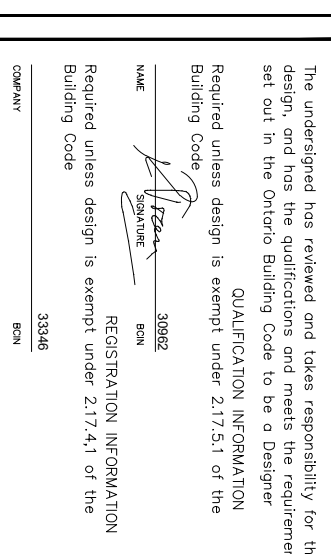 The undersigned has reviewed and takes responsibility for th
design, and has the qualifications and meets the requiremen
set out in the Ontario Building Code to be a Designer
QUALIFICATION INFORMATION
Required unless design is exempt under 2.17.5.1 of the
Building Code
30962
NAME SIGNATURE BCIN
REGISTRATION INFORMATION
Required unless design is exempt under 2.17.4,1 of the
Building Code
33346
COMPANY BCIN